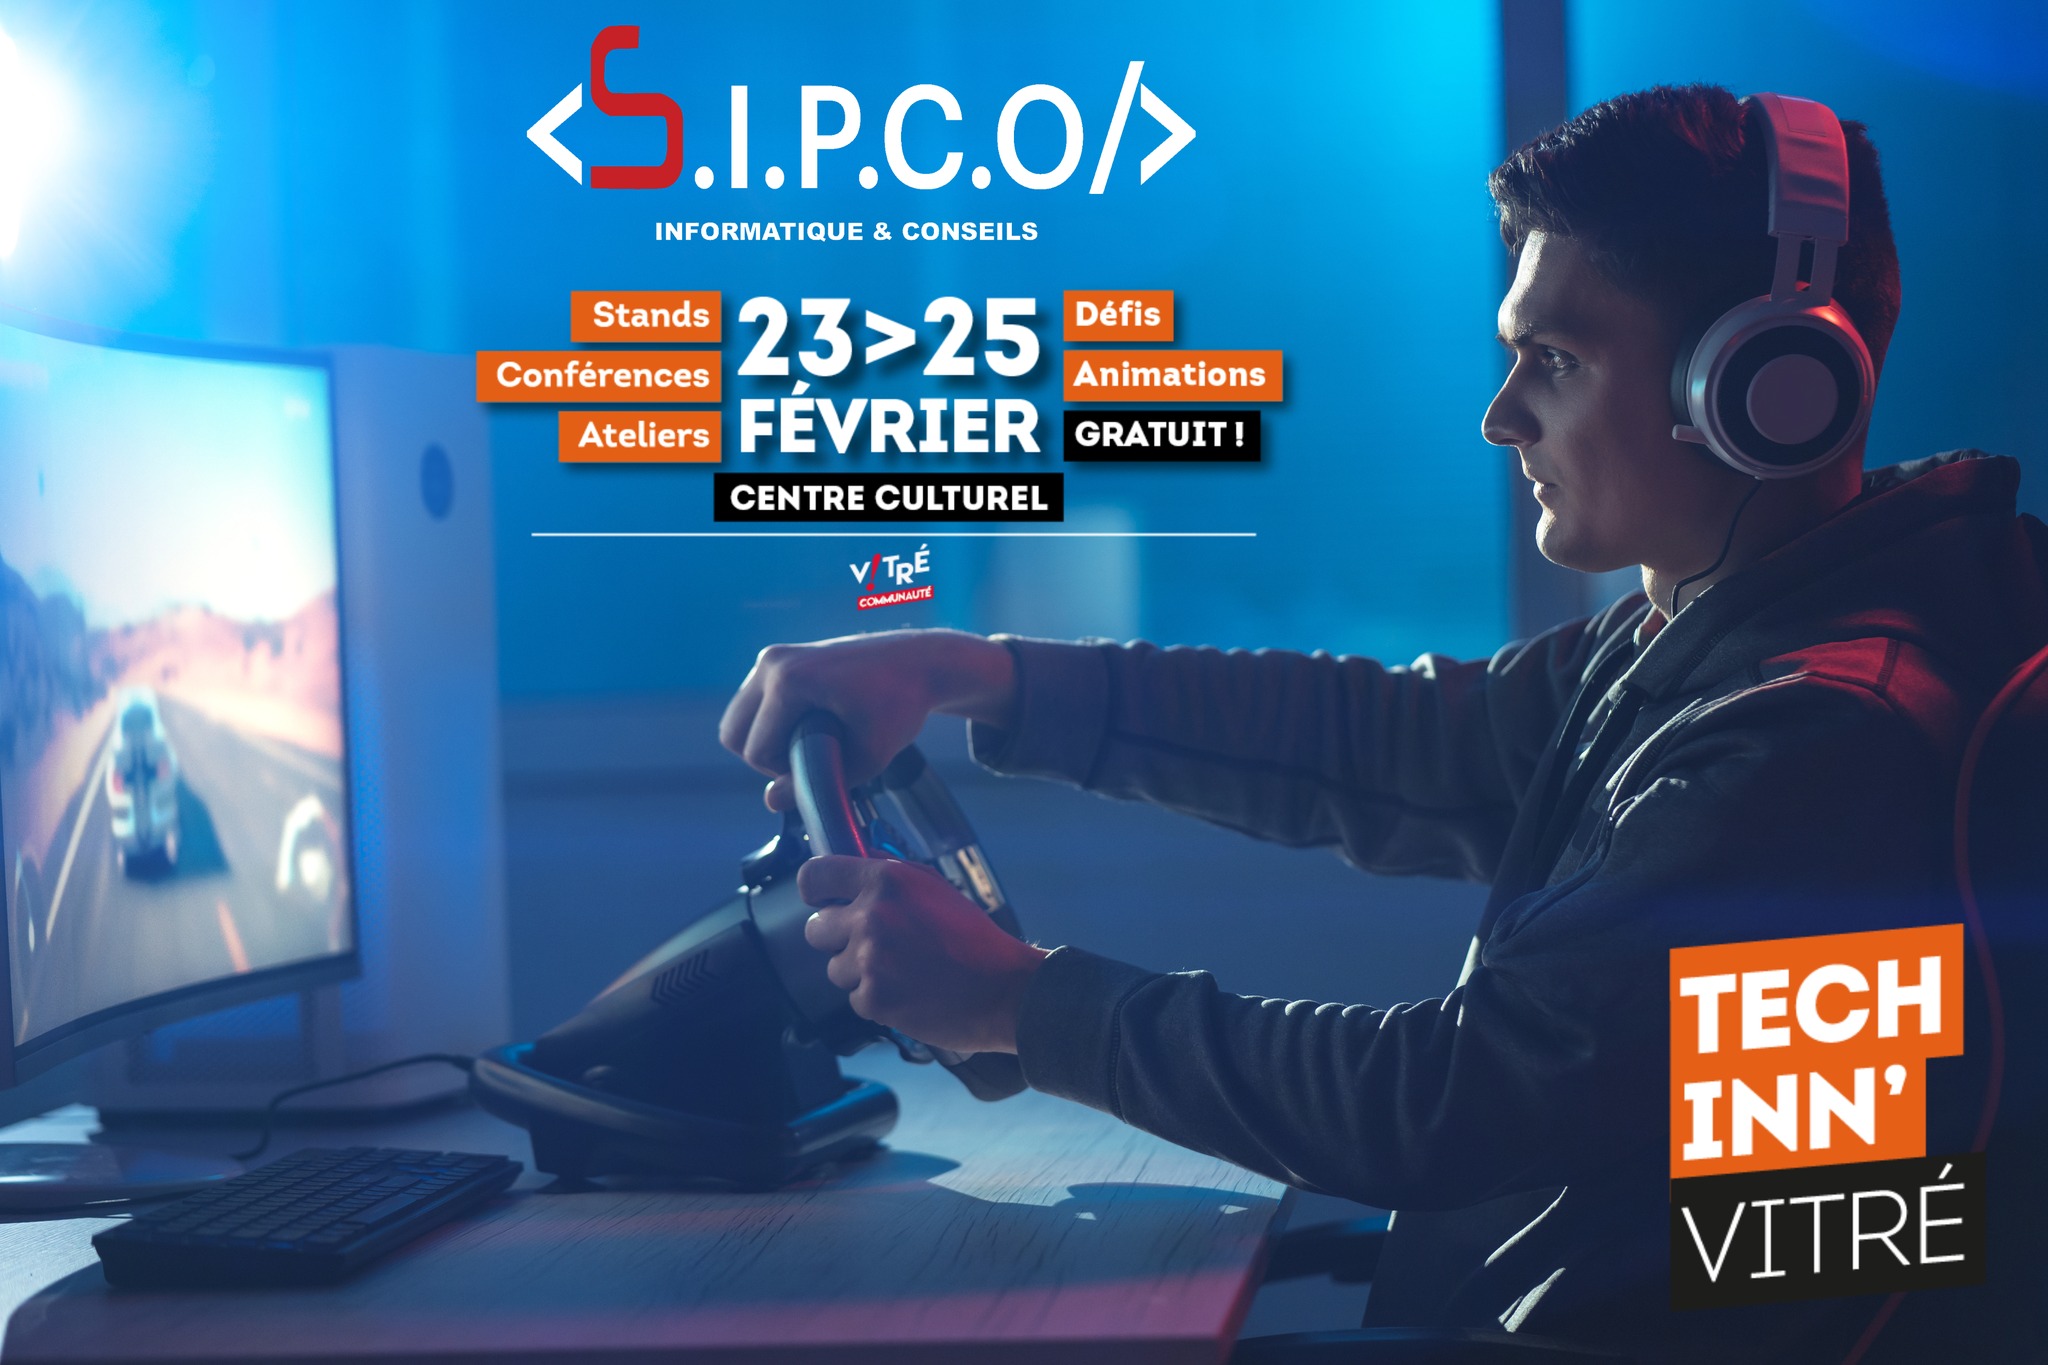 <S.I.P.C.O/>
INFORMATIQUE & CONSEILS
Stands
Conférences
Ateliers
23>25
FÉVRIER
Défis
Animations
GRATUIT !
CENTRE CULTUREL
V!TRÉ
COMMUNAUTÉ
TECH
INN'
VITRÉ